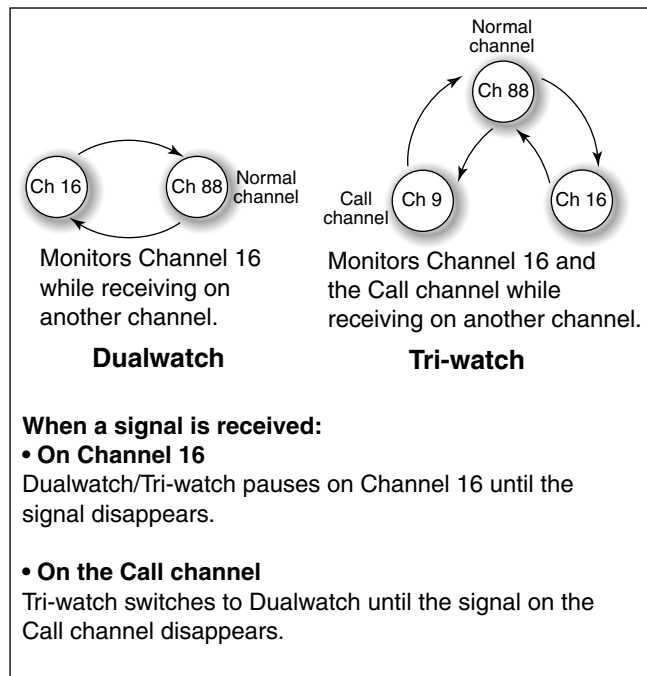 Ch 16
Ch 88
Normal
channel
Monitors Channel 16
while receiving on
another channel.
Dualwatch
Normal
channel
Ch 88
Call
channel
Ch 9
Ch 16
Monitors Channel 16 and
the Call channel while
receiving on another channel.
Tri-watch
When a signal is received:
• On Channel 16
Dualwatch/Tri-watch pauses on Channel 16 until the
signal disappears.
• On the Call channel
Tri-watch switches to Dualwatch until the signal on the
Call channel disappears.